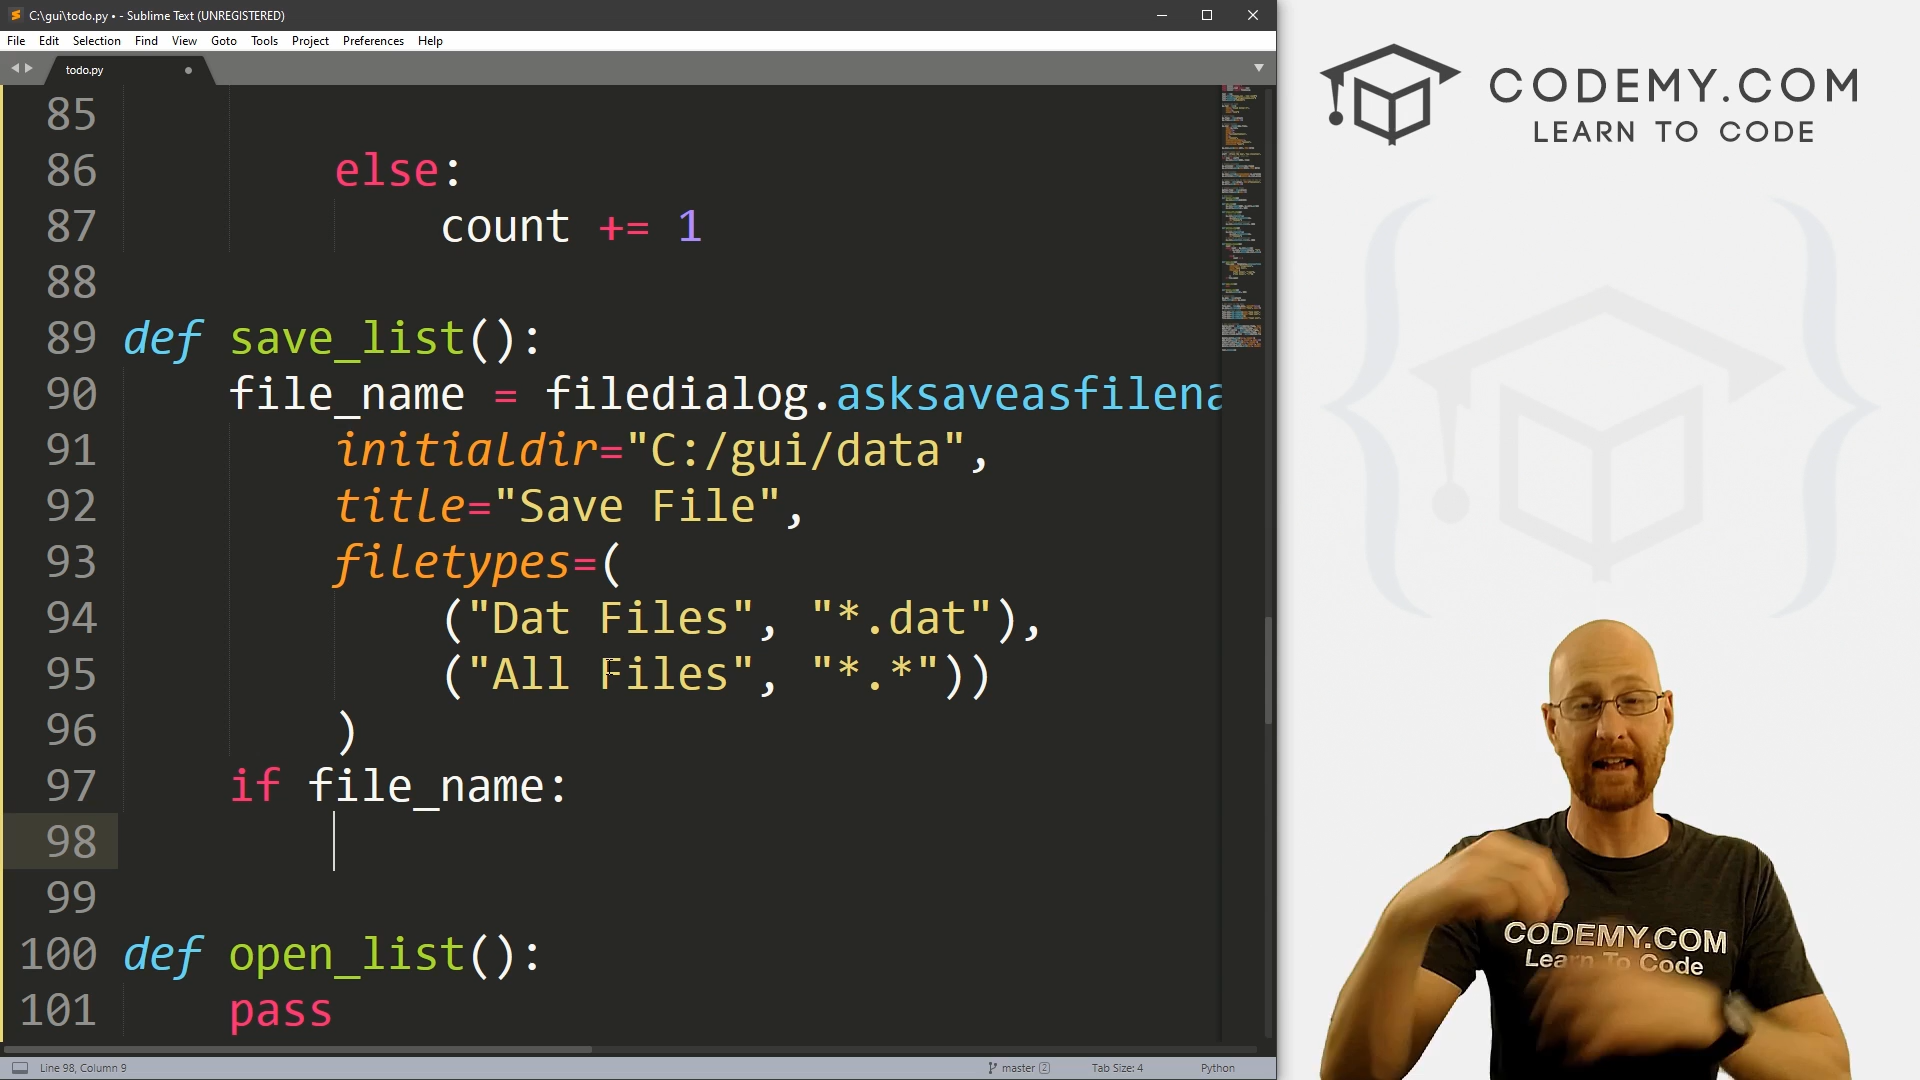 C:\gui\todo.py • - Sublime Text (UNREGISTERED)
File Edit Selection Find View Goto Tools Project Preferences Help
todo.py
85
86 else:
87 count += 1
88
89 def save_list():
90 file_name = filedialog.asksaveasfilena
91 initialdir="C:/gui/data",
92 title="Save File",
93 filetypes=(
94 ("Dat Files", "*.dat"),
95 ("All Files", "*.*"))
96 )
97 if file_name:
98
99
100 def open_list():
101 pass
Line 98, Column 9 master 2 Tab Size: 4 Python
CODEMY.COM
LEARN TO CODE
CODEMY.COM
Learn To Code